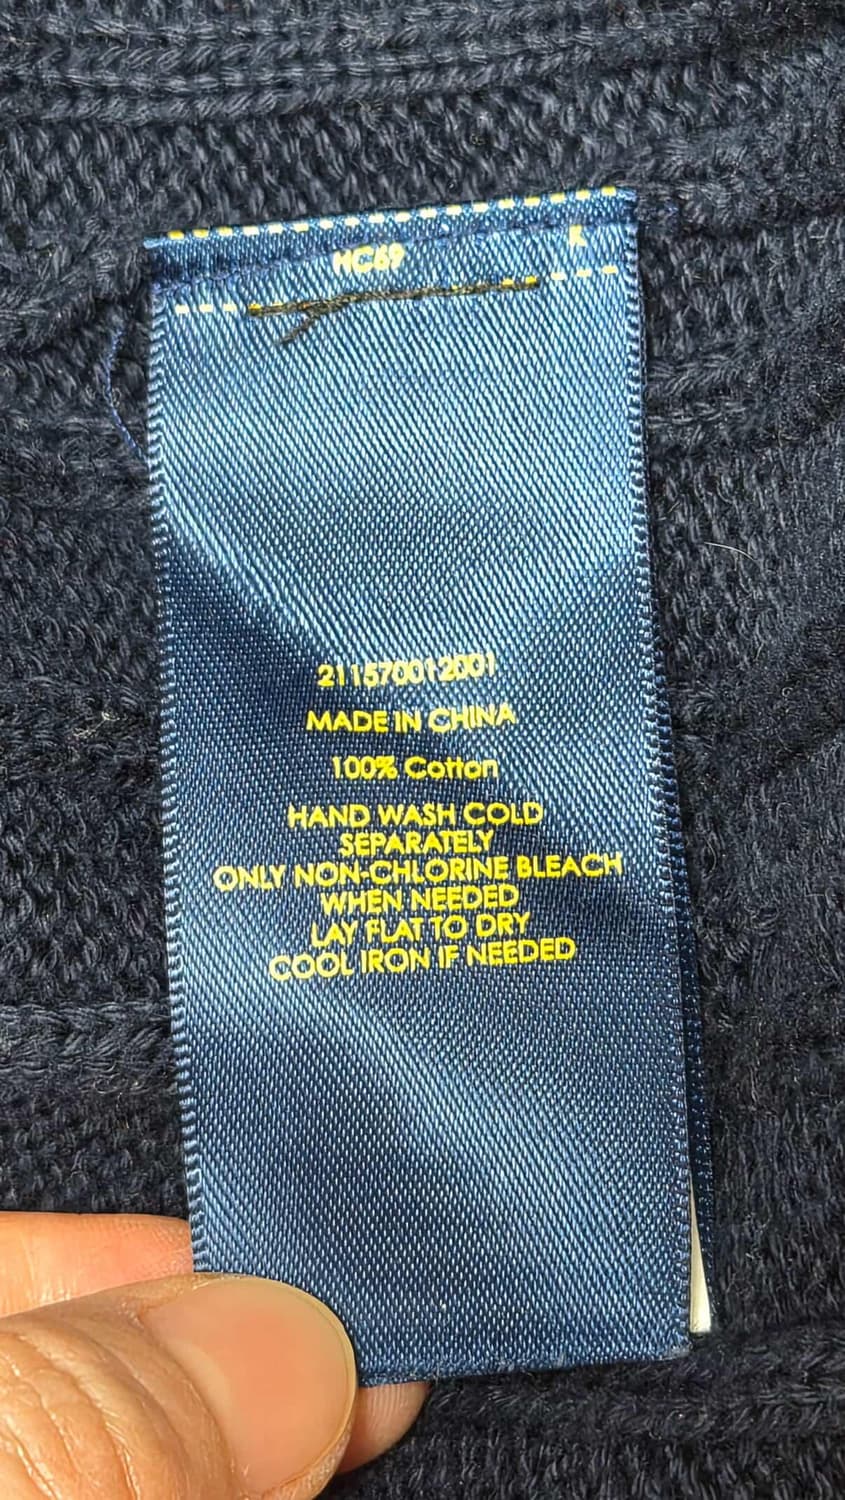 HC69
K
211570012001
MADE IN CHINA
100% Cotton
HAND WASH COLD
SEPARATELY
ONLY NON-CHLORINE BLEACH
WHEN NEEDED
LAY FLAT TO DRY
COOL IRON IF NEEDED